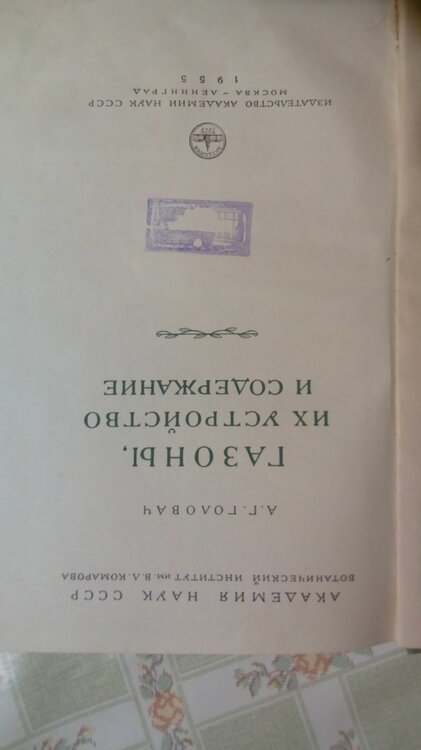 АКАДЕМИЯ НАУК СССР
БОТАНИЧЕСКИЙ ИНСТИТУТ им. В.Л. КОМАРОВА
А. Г. ГОЛОВАЧ
ГАЗОНЫ,
ИХ УСТРОЙСТВО
И СОДЕРЖАНИЕ
ИЗДАТЕЛЬСТВО АКАДЕМИИ НАУК СССР
МОСКВА - ЛЕНИНГРАД
1955